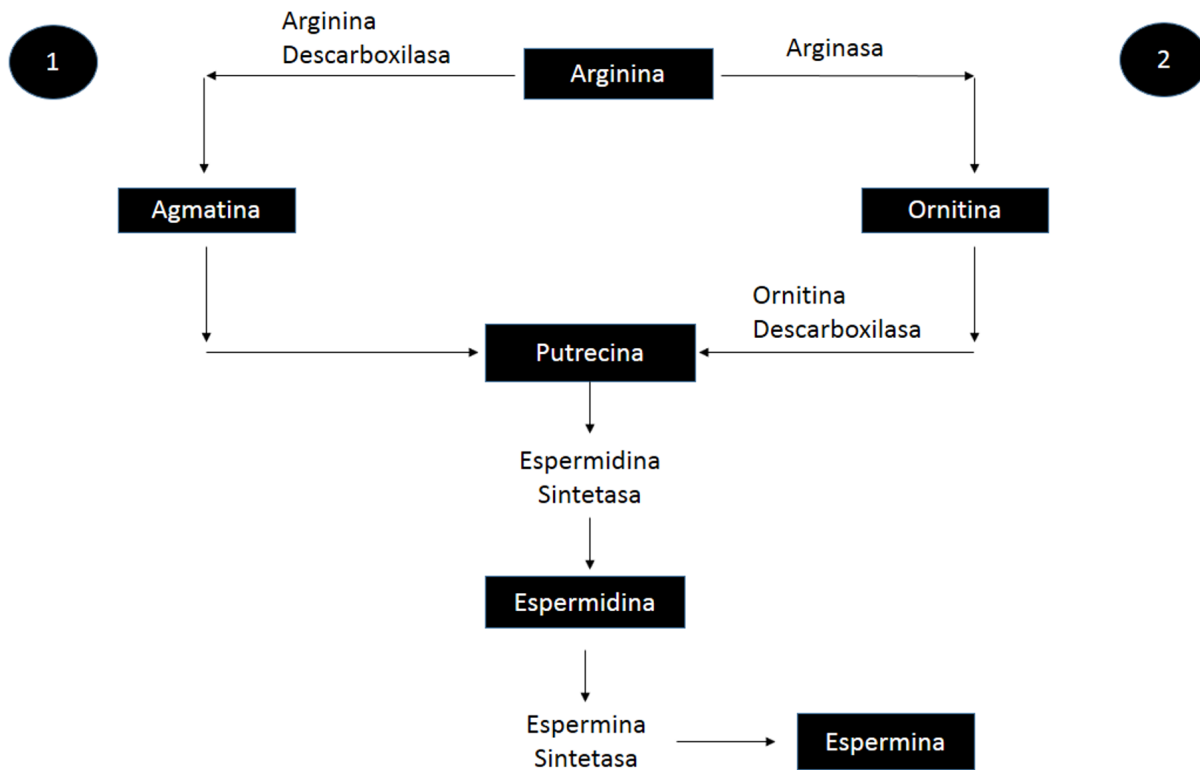 1
Arginina
Descarboxilasa
Arginina
Arginasa
2
Agmatina
Ornitina
Ornitina
Descarboxilasa
Putrecina
Espermidina
Sintetasa
Espermidina
Espermina
Sintetasa
Espermina